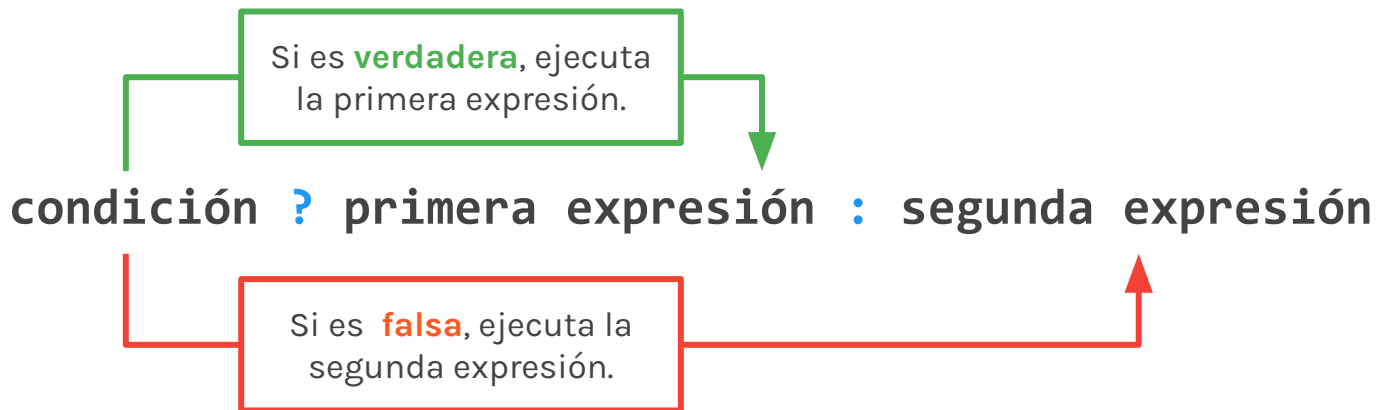 Si es verdadera, ejecuta
la primera expresión.
condición ? primera expresión : segunda expresión
Si es falsa, ejecuta la
segunda expresión.